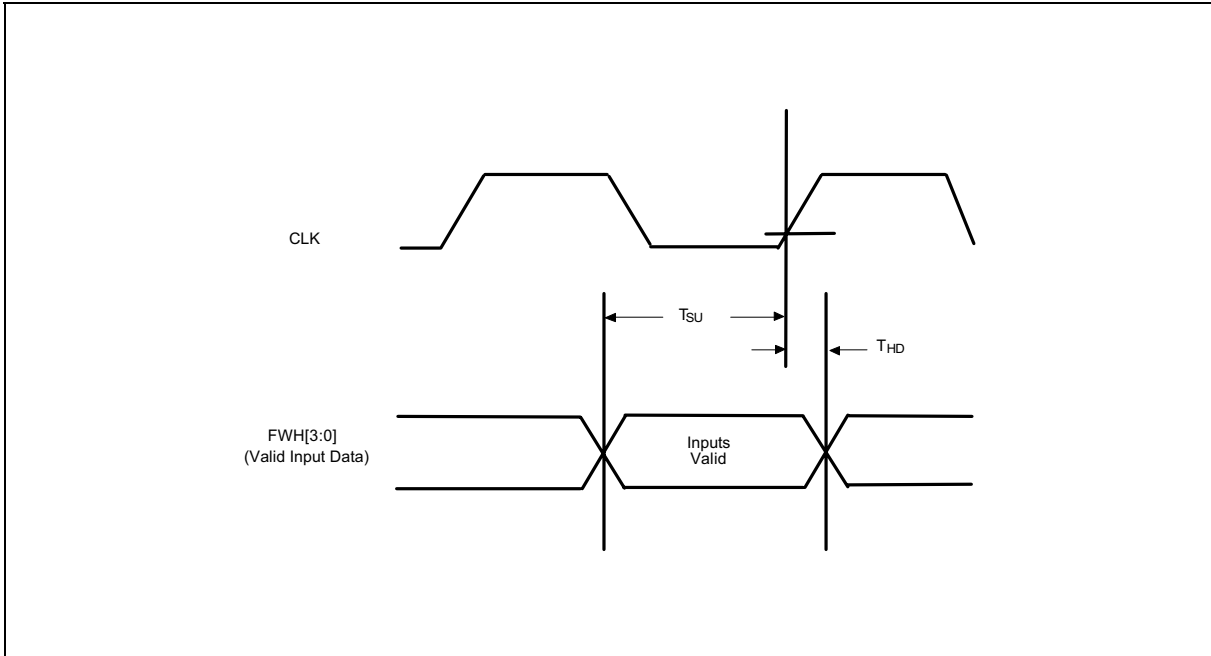 CLK
TSU
THD
FWH[3:0]
(Valid Input Data)
Inputs
Valid